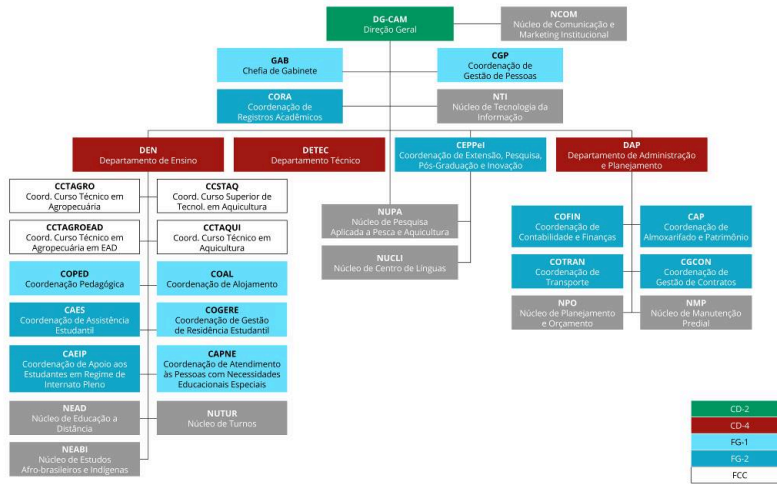 DG-CAM
Direção Geral
NCOM
Núcleo de Comunicação e
Marketing Institucional
GAB
Chefia de Gabinete
CGP
Coordenação de
Gestão de Pessoas
CORA
Coordenação de
Registros Acadêmicos
NTI
Núcleo de Tecnologia da
Informação
DEN
Departamento de Ensino
DETEC
Departamento Técnico
CEPPeI
Coordenação de Extensão, Pesquisa,
Pós-Graduação e Inovação
DAP
Departamento de Administração
e Planejamento
CCTAGRO
Coord. Curso Técnico em
Agropecuária
CCSTAQ
Coord. Curso Superior de
Tecnol. em Aquicultura
CCTAGROEAD
Coord. Curso Técnico em
Agropecuária em EAD
CCTAQUI
Coord. Curso Técnico em
Aquicultura
COPED
Coordenação Pedagógica
COAL
Coordenação de Alojamento
CAES
Coordenação de Assistência
Estudantil
COGERE
Coordenação de Gestão
de Residência Estudantil
CAEIP
Coordenação de Apoio aos
Estudantes em Regime de
Internato Pleno
CAPNE
Coordenação de Atendimento
às Pessoas com Necessidades
Educacionais Especiais
NEAD
Núcleo de Educação a
Distância
NUTUR
Núcleo de Turnos
NEABI
Núcleo de Estudos
Afro-brasileiros e Indígenas
NUPA
Núcleo de Pesquisa
Aplicada a Pesca e Aquicultura
NUCLI
Núcleo de Centro de Línguas
COFIN
Coordenação de
Contabilidade e Finanças
CAP
Coordenação de
Almoxarifado e Patrimônio
COTRAN
Coordenação de
Transporte
CGCON
Coordenação de
Gestão de Contratos
NPO
Núcleo de Planejamento
e Orçamento
NMP
Núcleo de Manutenção
Predial
CD-2
CD-4
FG-1
FG-2
FCC